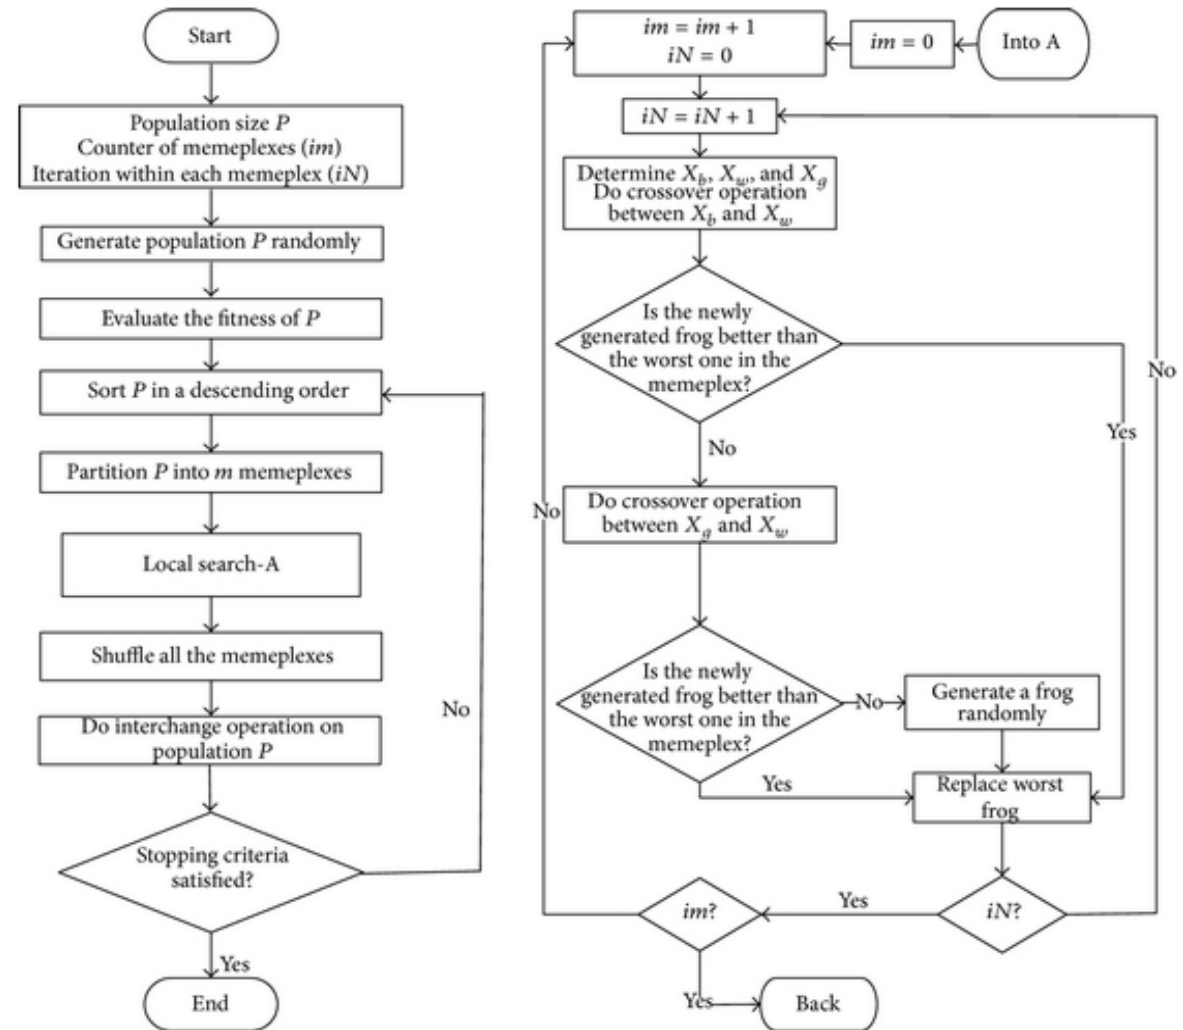 Start
Population size P
Counter of memeplexes (im)
Iteration within each memeplex (iN)
Generate population P randomly
Evaluate the fitness of P
Sort P in a descending order
Partition P into m memeplexes
Local search-A
Shuffle all the memeplexes
Do interchange operation on
population P
No
Stopping criteria
satisfied?
Yes
End
im = im + 1
iN = 0
im = 0
Into A
iN = iN + 1
Determine X_b, X_w, and X_g
Do crossover operation
between X_b and X_w
Is the newly
generated frog better than
the worst one in the
memeplex?
No
Yes
No
No
Do crossover operation
between X_g and X_w
Is the newly
generated frog better than
the worst one in the
memeplex?
No
Generate a frog
randomly
Yes
Replace worst
frog
im?
Yes
iN?
Yes
Back